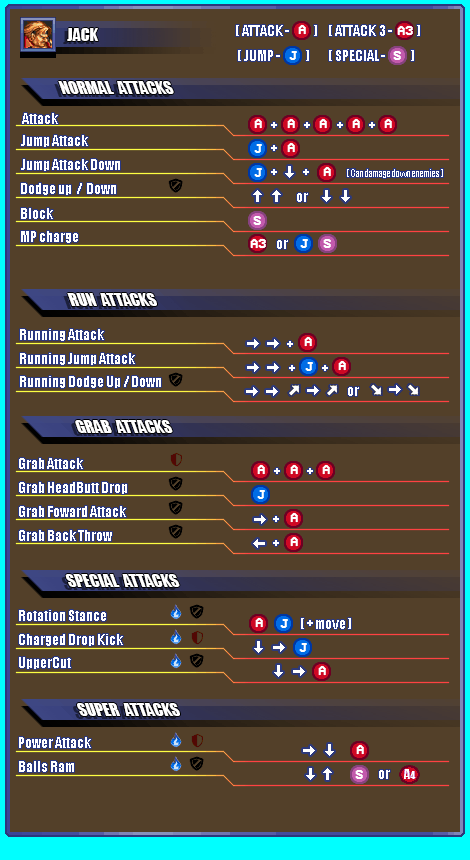 JACK
[ ATTACK - A ] [ ATTACK 3 - A3 ]
[ JUMP - J ] [ SPECIAL - S ]
NORMAL ATTACKS
Attack A + A + A + A + A
Jump Attack J + A
Jump Attack Down J + ↓ + A [Can damage down enemies]
Dodge up / Down ↑ ↑ or ↓ ↓
Block S
MP charge A3 or J S
RUN ATTACKS
Running Attack → → + A
Running Jump Attack → → + J + A
Running Dodge Up / Down → → ↗ → ↗ or ↘ → ↘
GRAB ATTACKS
Grab Attack A + A + A
Grab HeadButt Drop J
Grab Foward Attack → + A
Grab Back Throw ← + A
SPECIAL ATTACKS
Rotation Stance A J [ + move ]
Charged Drop Kick ↓ → J
UpperCut ↓ → A
SUPER ATTACKS
Power Attack → ↓ A
Balls Ram ↓ ↑ S or A4